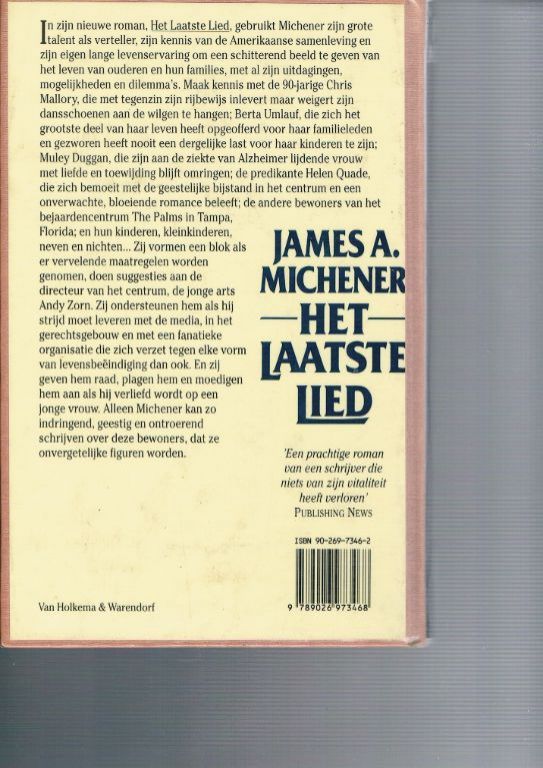 In zijn nieuwe roman, Het Laatste Lied, gebruikt Michener zijn grote
talent als verteller, zijn kennis van de Amerikaanse samenleving en
zijn eigen lange levenservaring om een schitterend beeld te geven van
het leven van ouderen en hun families, met al zijn uitdagingen,
mogelijkheden en dilemma's. Maak kennis met de 90-jarige Chris
Mallory, die met tegenzin zijn rijbewijs inlevert maar weigert zijn
dansschoenen aan de wilgen te hangen; Berta Umlauf, die zich het
grootste deel van haar leven heeft opgeofferd voor haar familieleden
en gezworen heeft nooit een dergelijke last voor haar kinderen te zijn;
Muley Duggan, die zijn aan de ziekte van Alzheimer lijdende vrouw
met liefde en toewijding blijft omringen; de predikante Helen Quade,
die zich bemoeit met de geestelijke bijstand in het centrum en een
onverwachte, bloeiende romance beleeft; de andere bewoners van het
bejaardencentrum The Palms in Tampa,
Florida; en hun kinderen, kleinkinderen,
neven en nichten... Zij vormen een blok als
er vervelende maatregelen worden
genomen, doen suggesties aan de
directeur van het centrum, de jonge arts
Andy Zorn. Zij ondersteunen hem als hij
strijd moet leveren met de media, in het
gerechtsgebouw en met een fanatieke
organisatie die zich verzet tegen elke vorm
van levensbeëindiging dan ook. En zij
geven hem raad, plagen hem en moedigen
hem aan als hij verliefd wordt op een
jonge vrouw. Alleen Michener kan zo
indringend, geestig en ontroerend
schrijven over deze bewoners, dat ze
onvergetelijke figuren worden.
JAMES A.
MICHENER
HET
LAATSTE
LIED
'Een prachtige roman
van een schrijver die
niets van zijn vitaliteit
heeft verloren'
PUBLISHING NEWS
ISBN 90-269-7346-2
9 789026 973468
Van Holkema & Warendorf